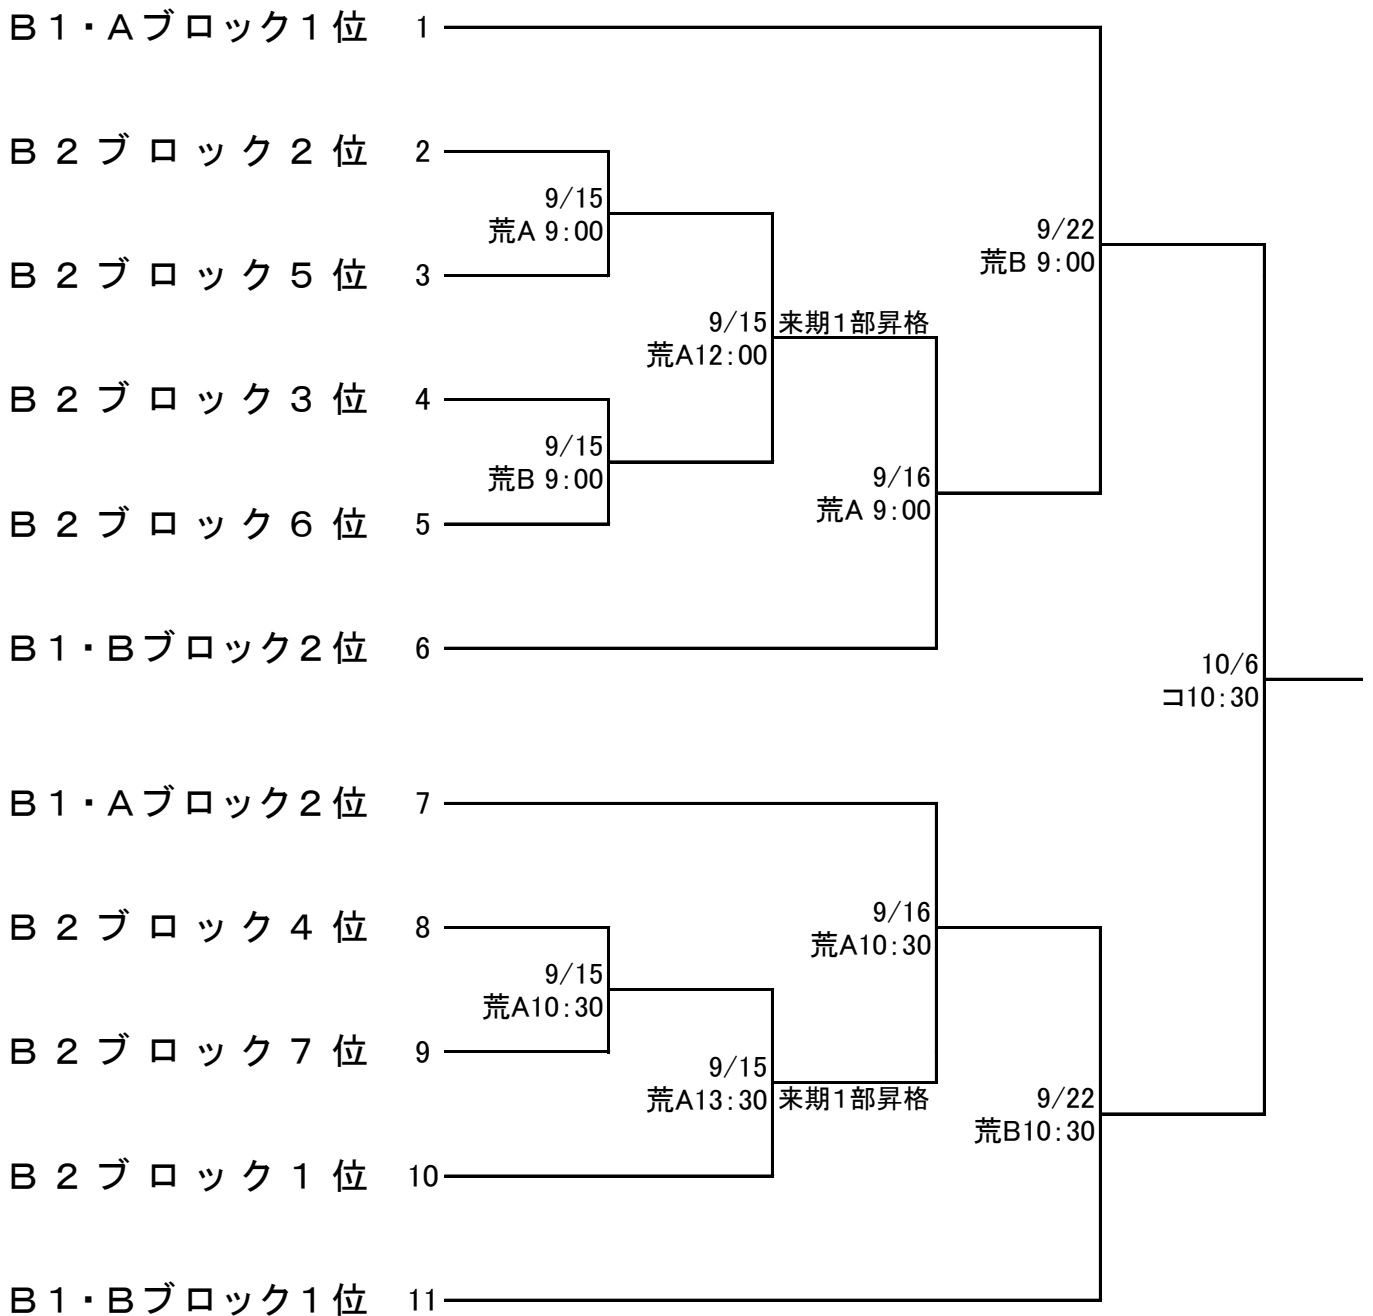 B1・Aブロック1位 1
B2ブロック2位 2
9/15
荒A 9:00
B2ブロック5位 3
9/22
荒B 9:00
9/15 来期1部昇格
荒A12:00
B2ブロック3位 4
9/15
荒B 9:00
9/16
荒A 9:00
B2ブロック6位 5
B1・Bブロック2位 6
10/6
コ10:30
B1・Aブロック2位 7
9/16
荒A10:30
B2ブロック4位 8
9/15
荒A10:30
B2ブロック7位 9
9/15
荒A13:30 来期1部昇格
9/22
荒B10:30
B2ブロック1位 10
B1・Bブロック1位 11